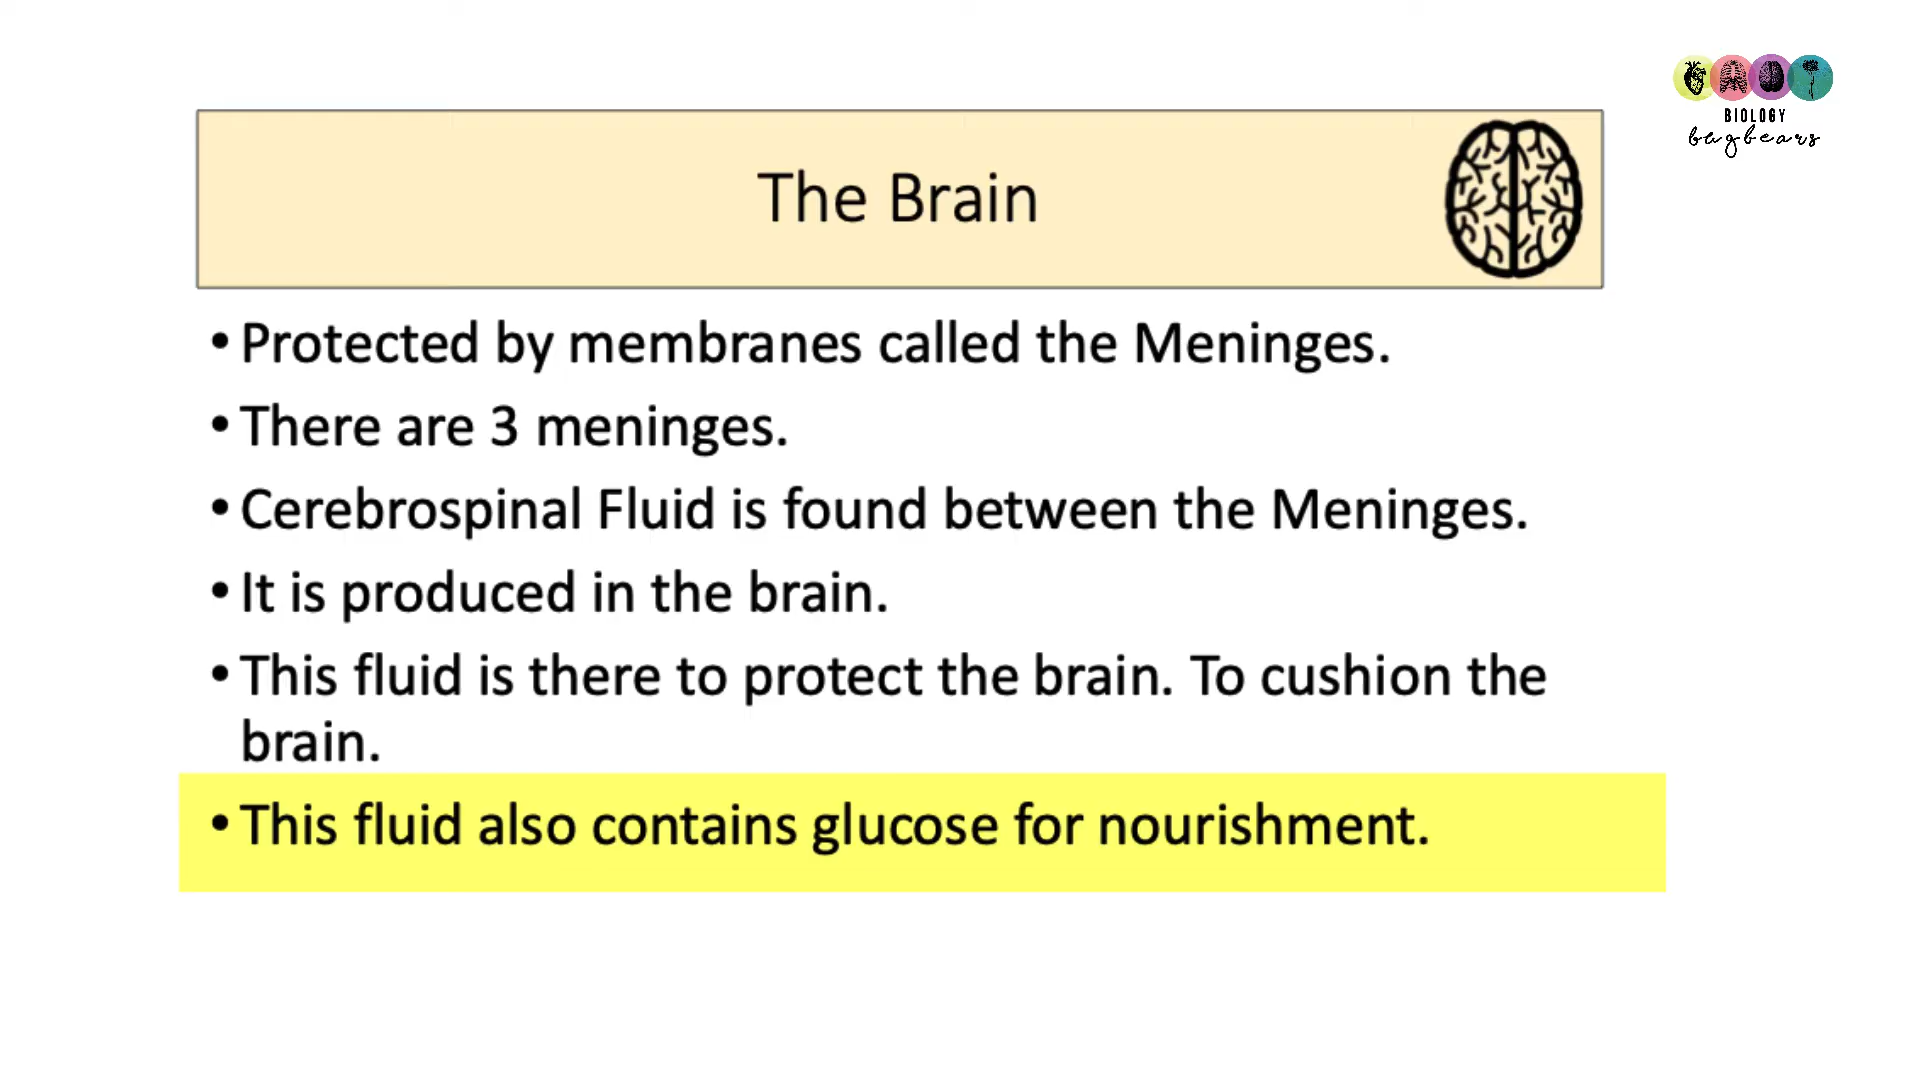 BIOLOGY
bugbears
The Brain
• Protected by membranes called the Meninges.
• There are 3 meninges.
• Cerebrospinal Fluid is found between the Meninges.
• It is produced in the brain.
• This fluid is there to protect the brain. To cushion the
brain.
• This fluid also contains glucose for nourishment.